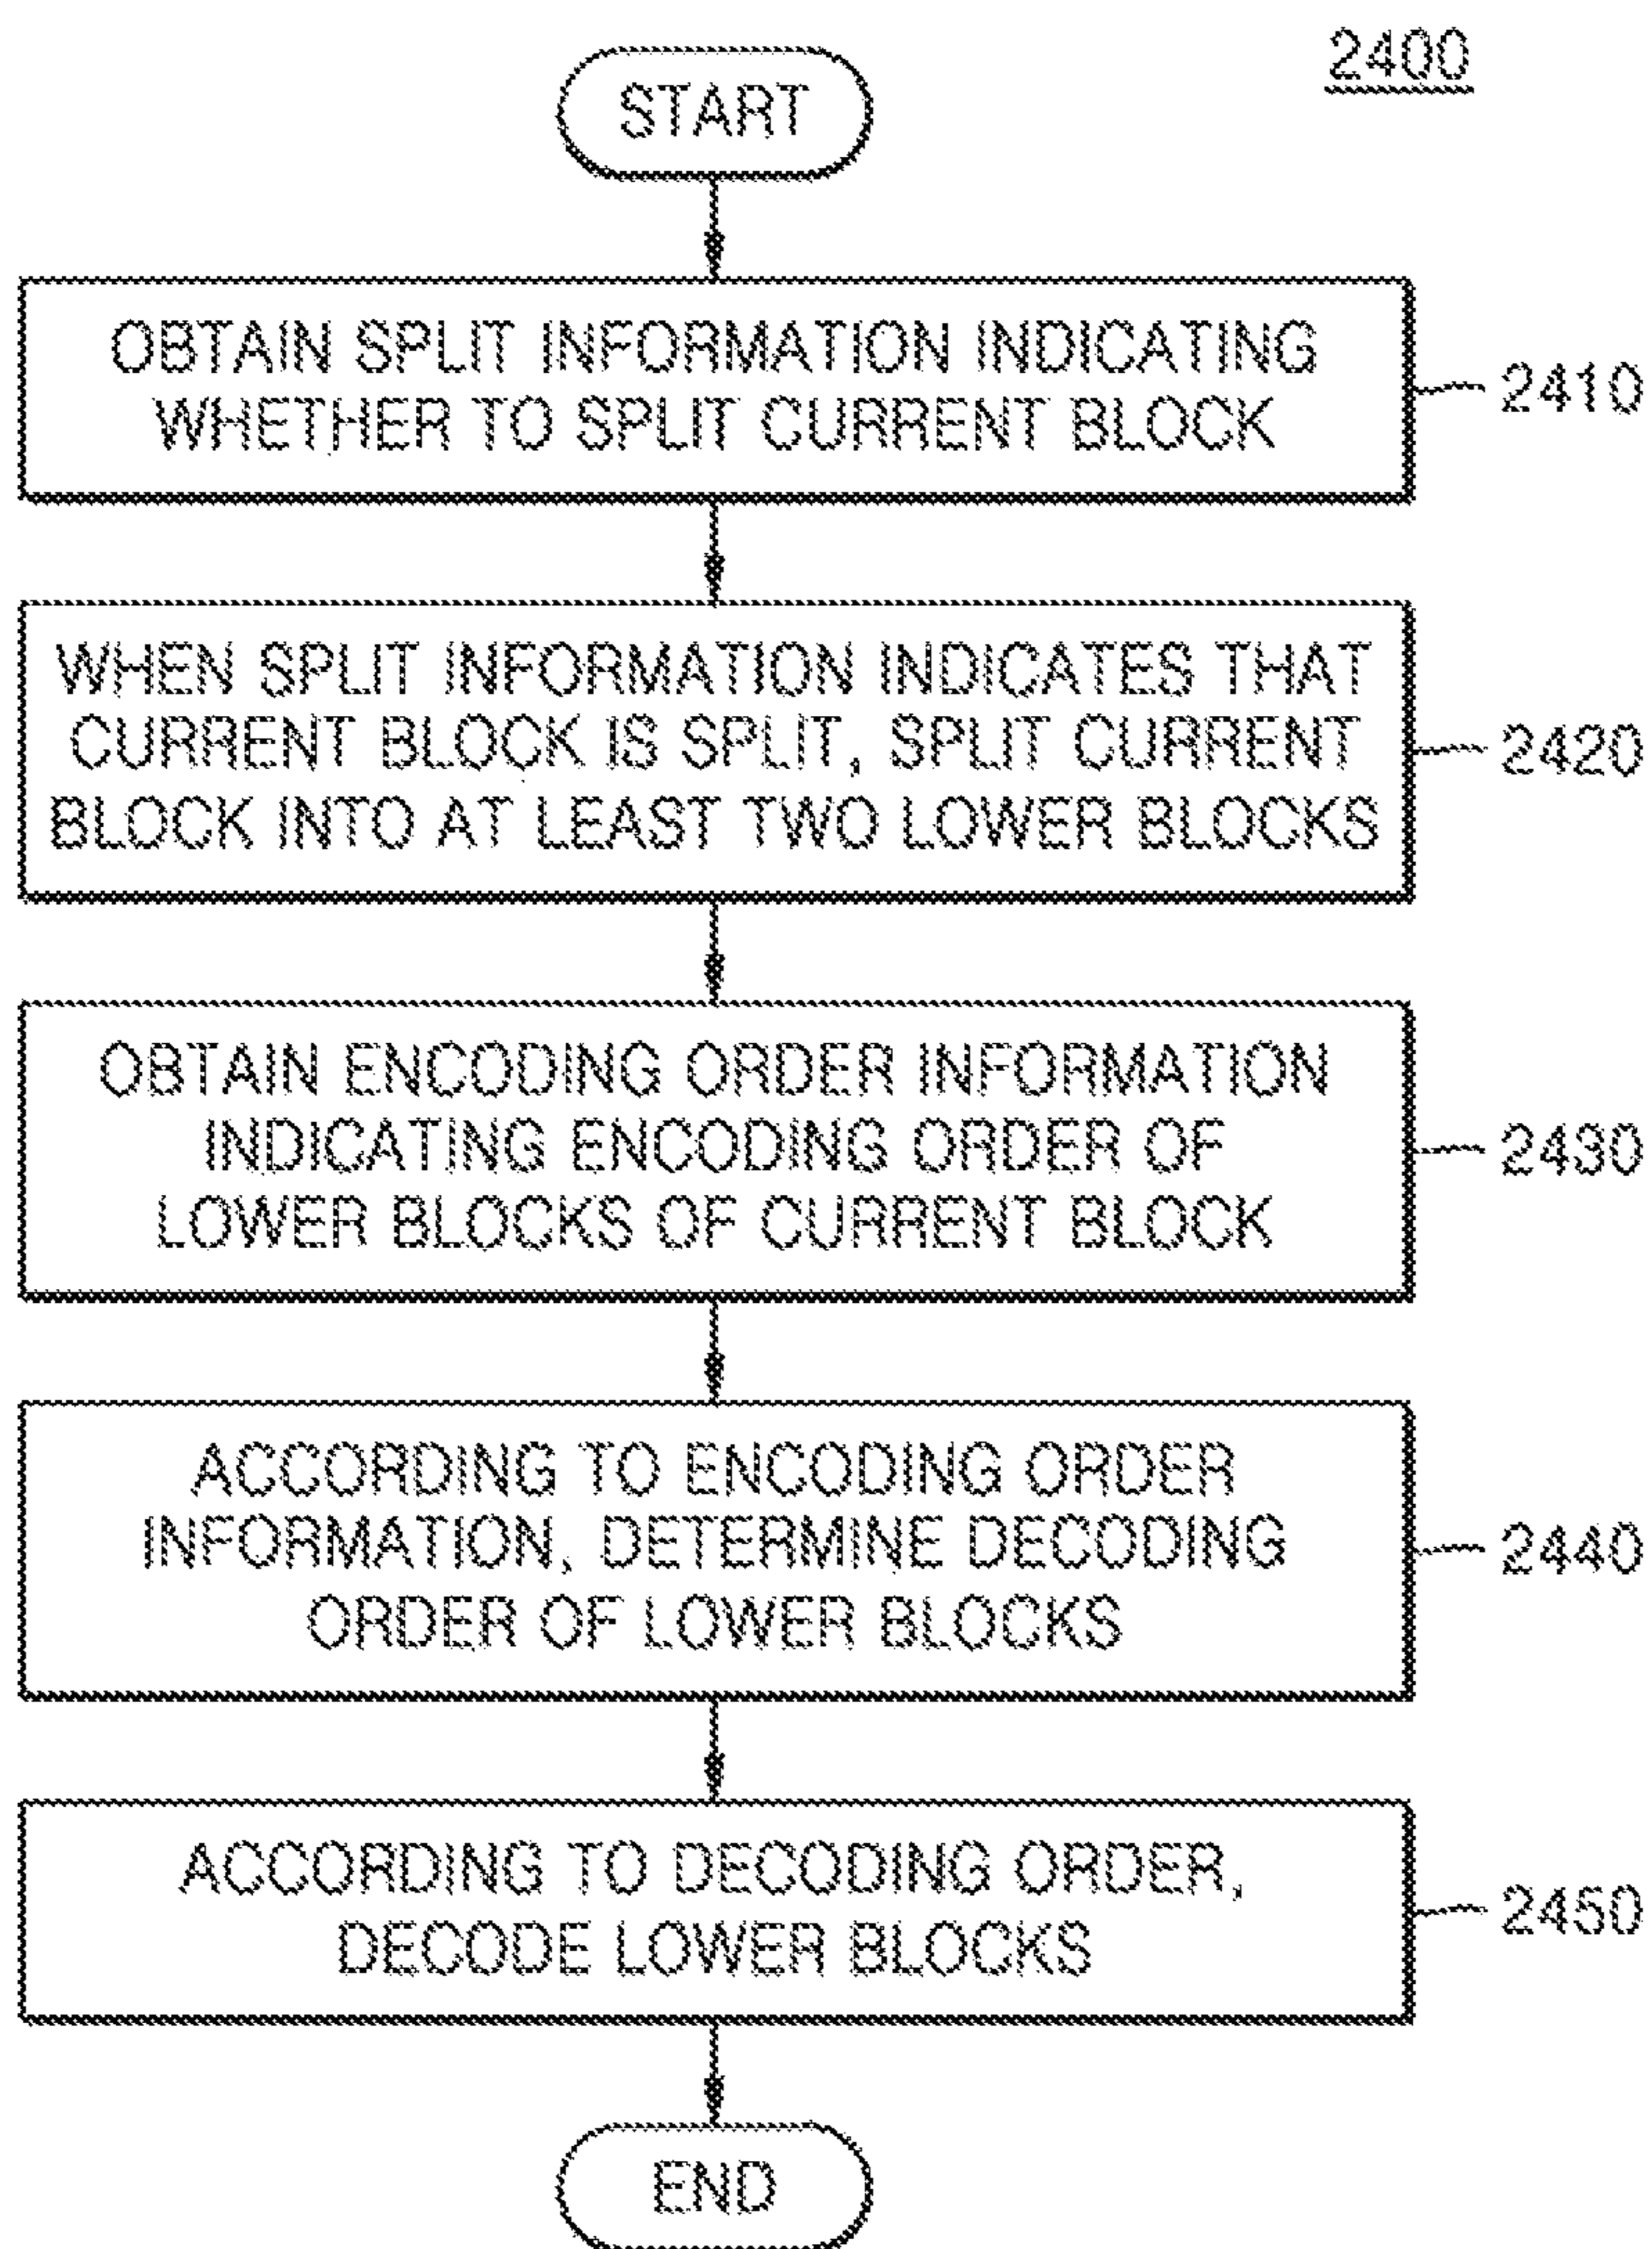 2400
START
OBTAIN SPLIT INFORMATION INDICATING
WHETHER TO SPLIT CURRENT BLOCK
2410
WHEN SPLIT INFORMATION INDICATES THAT
CURRENT BLOCK IS SPLIT, SPLIT CURRENT
BLOCK INTO AT LEAST TWO LOWER BLOCKS
2420
OBTAIN ENCODING ORDER INFORMATION
INDICATING ENCODING ORDER OF
LOWER BLOCKS OF CURRENT BLOCK
2430
ACCORDING TO ENCODING ORDER
INFORMATION, DETERMINE DECODING
ORDER OF LOWER BLOCKS
2440
ACCORDING TO DECODING ORDER,
DECODE LOWER BLOCKS
2450
END